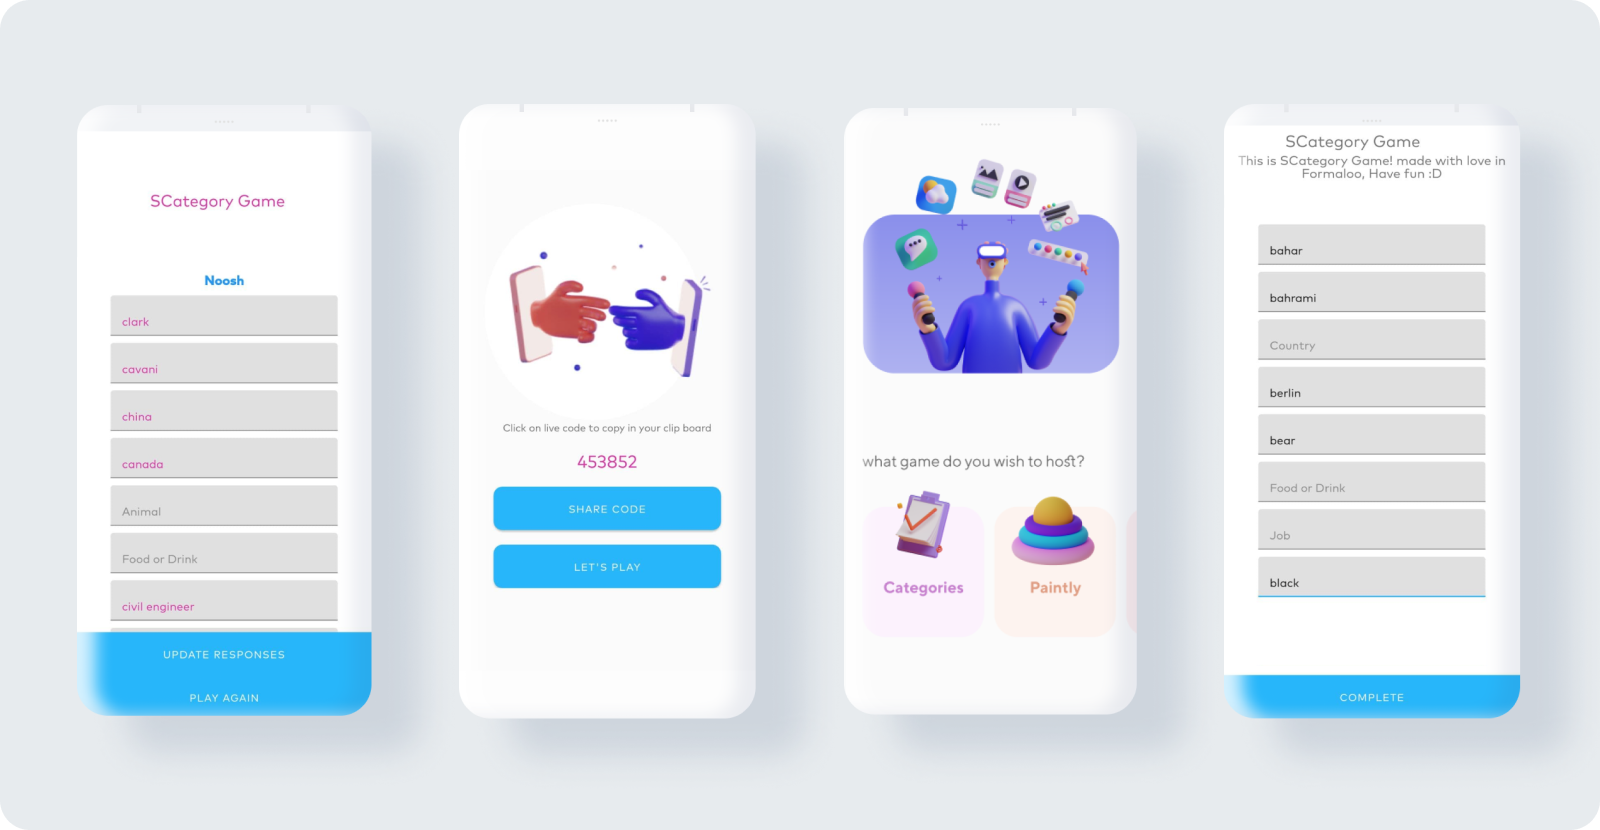 SCategory Game
Noosh
clark
cavani
china
canada
Animal
Food or Drink
civil engineer
UPDATE RESPONSES
PLAY AGAIN
Click on live code to copy in your clip board
453852
SHARE CODE
LET'S PLAY
what game do you wish to host?
Categories
Paintly
SCategory Game
This is SCategory Game! made with love in
Formaloo, Have fun :D
bahar
bahrami
Country
berlin
bear
Food or Drink
Job
black
COMPLETE